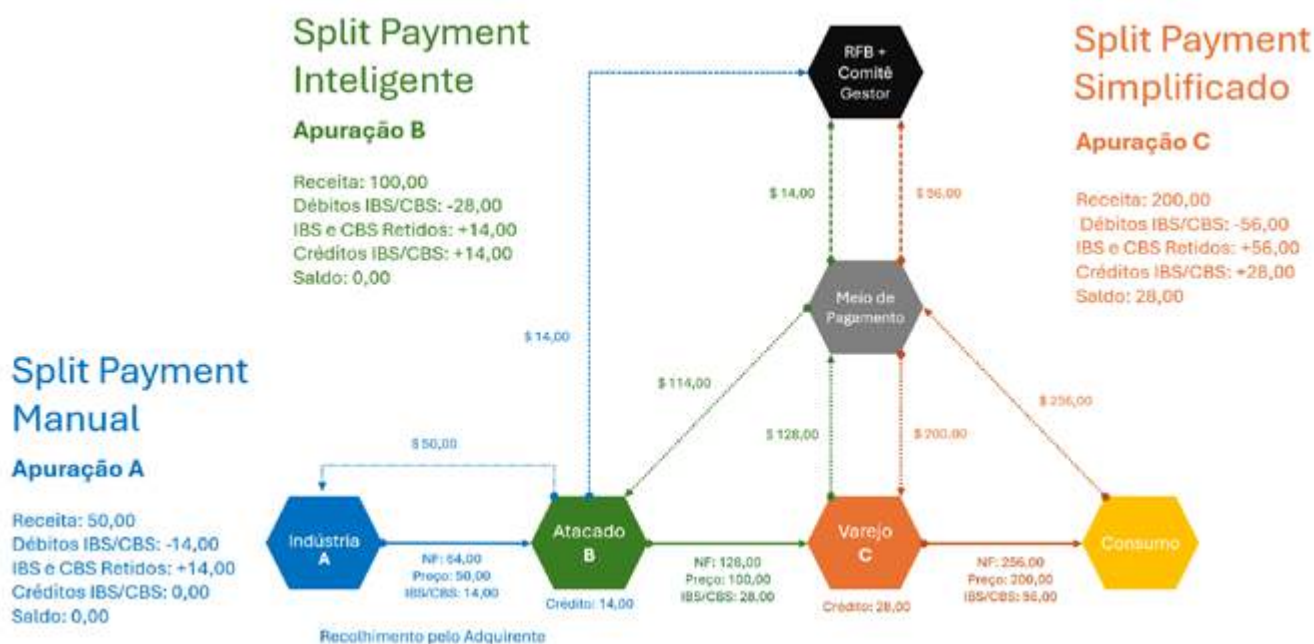 Split Payment
Inteligente
Apuração B
Receita: 100,00
Débitos IBS/CBS: -28,00
IBS e CBS Retidos: +14,00
Créditos IBS/CBS: +14,00
Saldo: 0,00
RFB +
Comitê
Gestor
Split Payment
Simplificado
Apuração C
Receita: 200,00
Débitos IBS/CBS: -56,00
IBS e CBS Retidos: +56,00
Créditos IBS/CBS: +28,00
Saldo: 28,00
$ 14,00
$ 56,00
Meio de
Pagamento
$ 14,00
$ 114,00
$ 128,00
$ 200,00
$ 256,00
Split Payment
Manual
Apuração A
Receita: 50,00
Débitos IBS/CBS: -14,00
IBS e CBS Retidos: +14,00
Créditos IBS/CBS: 0,00
Saldo: 0,00
$ 50,00
Indústria
A
NF: 64,00
Preço: 50,00
IBS/CBS: 14,00
Atacado
B
Crédito: 14,00
NF: 128,00
Preço: 100,00
IBS/CBS: 28,00
Varejo
C
Crédito: 28,00
NF: 256,00
Preço: 200,00
IBS/CBS: 56,00
Consumo
Recolhimento pelo Adquirente